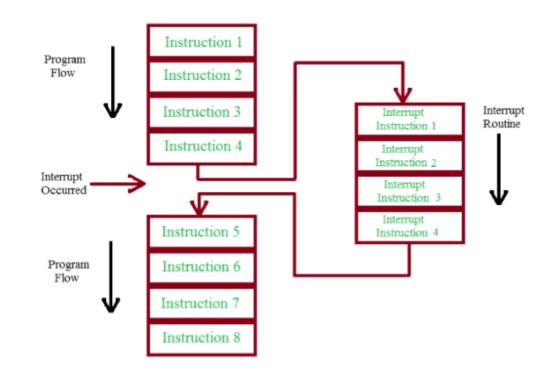 Program
Flow
Instruction 1
Instruction 2
Instruction 3
Instruction 4
Interrupt
Occurred
Instruction 5
Instruction 6
Instruction 7
Instruction 8
Program
Flow
Interrupt
Instruction 1
Interrupt
Instruction 2
Interrupt
Instruction 3
Interrupt
Instruction 4
Interrupt
Routine